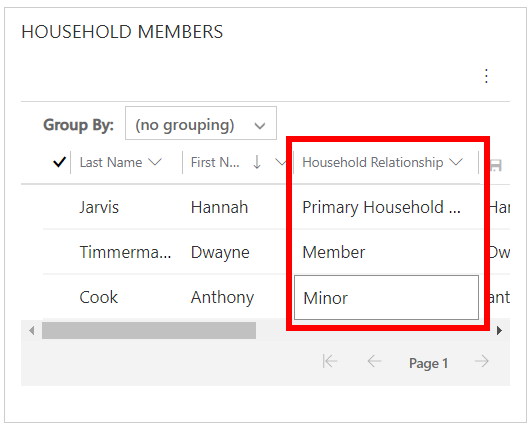 HOUSEHOLD MEMBERS
Group By: (no grouping)
Last Name First N... Household Relationship
Jarvis Hannah Primary Household ... Har
Timmerma... Dwayne Member Dw
Cook Anthony Minor ant
Page 1